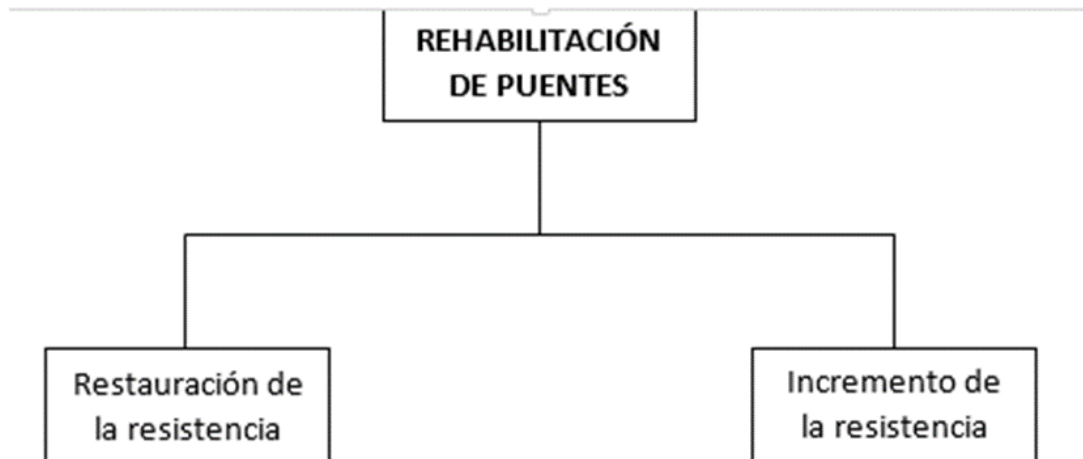 REHABILITACIÓN
DE PUENTES
Restauración de
la resistencia
Incremento de
la resistencia